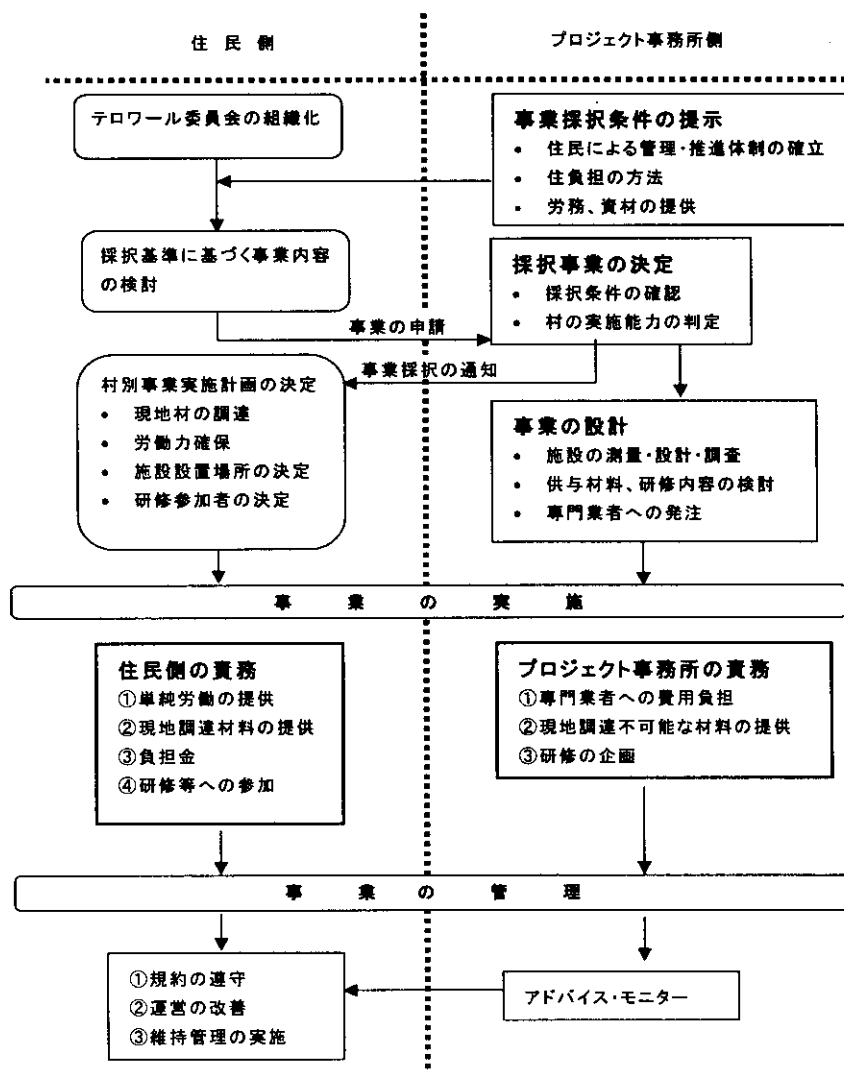 住民側
プロジェクト事務所側
テロワール委員会の組織化
事業採択条件の提示
• 住民による管理・推進体制の確立
• 住負担の方法
• 労務、資材の提供
採択基準に基づく事業内容
の検討
採択事業の決定
• 採択条件の確認
• 村の実施能力の判定
事業の申請
事業採択の通知
村別事業実施計画の決定
• 現地材の調達
• 労働力確保
• 施設設置場所の決定
• 研修参加者の決定
事業の設計
• 施設の測量・設計・調査
• 供与材料、研修内容の検討
• 専門業者への発注
事業の実施
住民側の責務
①単純労働の提供
②現地調達材料の提供
③負担金
④研修等への参加
プロジェクト事務所の責務
①専門業者への費用負担
②現地調達不可能な材料の提供
③研修の企画
事業の管理
①規約の遵守
②運営の改善
③維持管理の実施
アドバイス・モニター